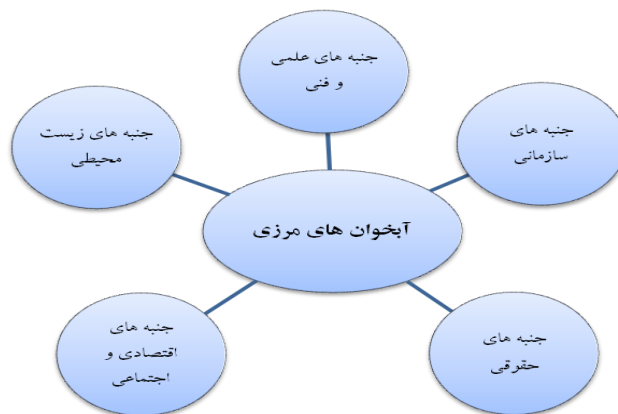 جنبه های علمی
و فنی
جنبه های
سازمانی
جنبه های زیست
محیطی
آبخوان های مرزی
جنبه های
حقوقی
جنبه های
اقتصادی و
اجتماعی